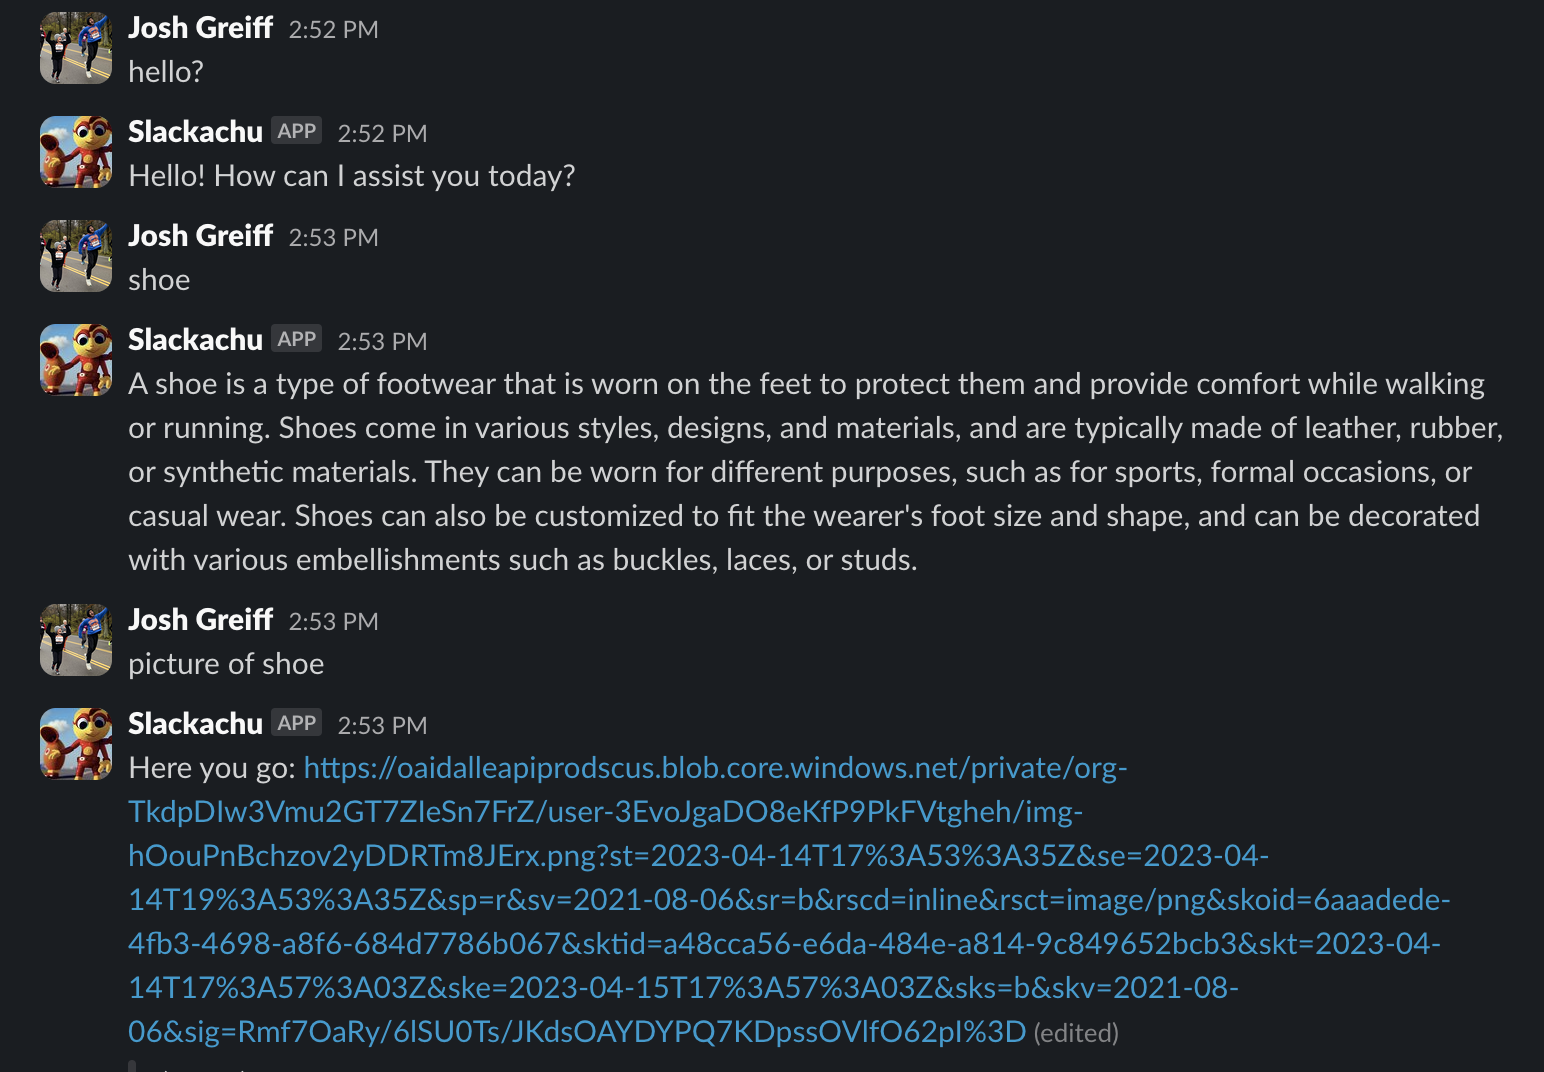 Josh Greiff 2:52 PM
hello?
Slackachu APP 2:52 PM
Hello! How can I assist you today?
Josh Greiff 2:53 PM
shoe
Slackachu APP 2:53 PM
A shoe is a type of footwear that is worn on the feet to protect them and provide comfort while walking
or running. Shoes come in various styles, designs, and materials, and are typically made of leather, rubber,
or synthetic materials. They can be worn for different purposes, such as for sports, formal occasions, or
casual wear. Shoes can also be customized to fit the wearer's foot size and shape, and can be decorated
with various embellishments such as buckles, laces, or studs.
Josh Greiff 2:53 PM
picture of shoe
Slackachu APP 2:53 PM
Here you go: https://oaidalleapiprodscus.blob.core.windows.net/private/org-
TkdpDIw3Vmu2GT7ZIeSn7FrZ/user-3EvoJgaDO8eKfP9PkFVtgheh/img-
hOouPnBchzov2yDDRTm8JErx.png?st=2023-04-14T17%3A53%3A35Z&se=2023-04-
14T19%3A53%3A35Z&sp=r&sv=2021-08-06&sr=b&rscd=inline&rsct=image/png&skoid=6aaadede-
4fb3-4698-a8f6-684d7786b067&sktid=a48cca56-e6da-484e-a814-9c849652bcb3&skt=2023-04-
14T17%3A57%3A03Z&ske=2023-04-15T17%3A57%3A03Z&sks=b&skv=2021-08-
06&sig=Rmf7OaRy/6lSU0Ts/JKdsOAYDYPQ7KDpssOVlfO62pI%3D (edited)